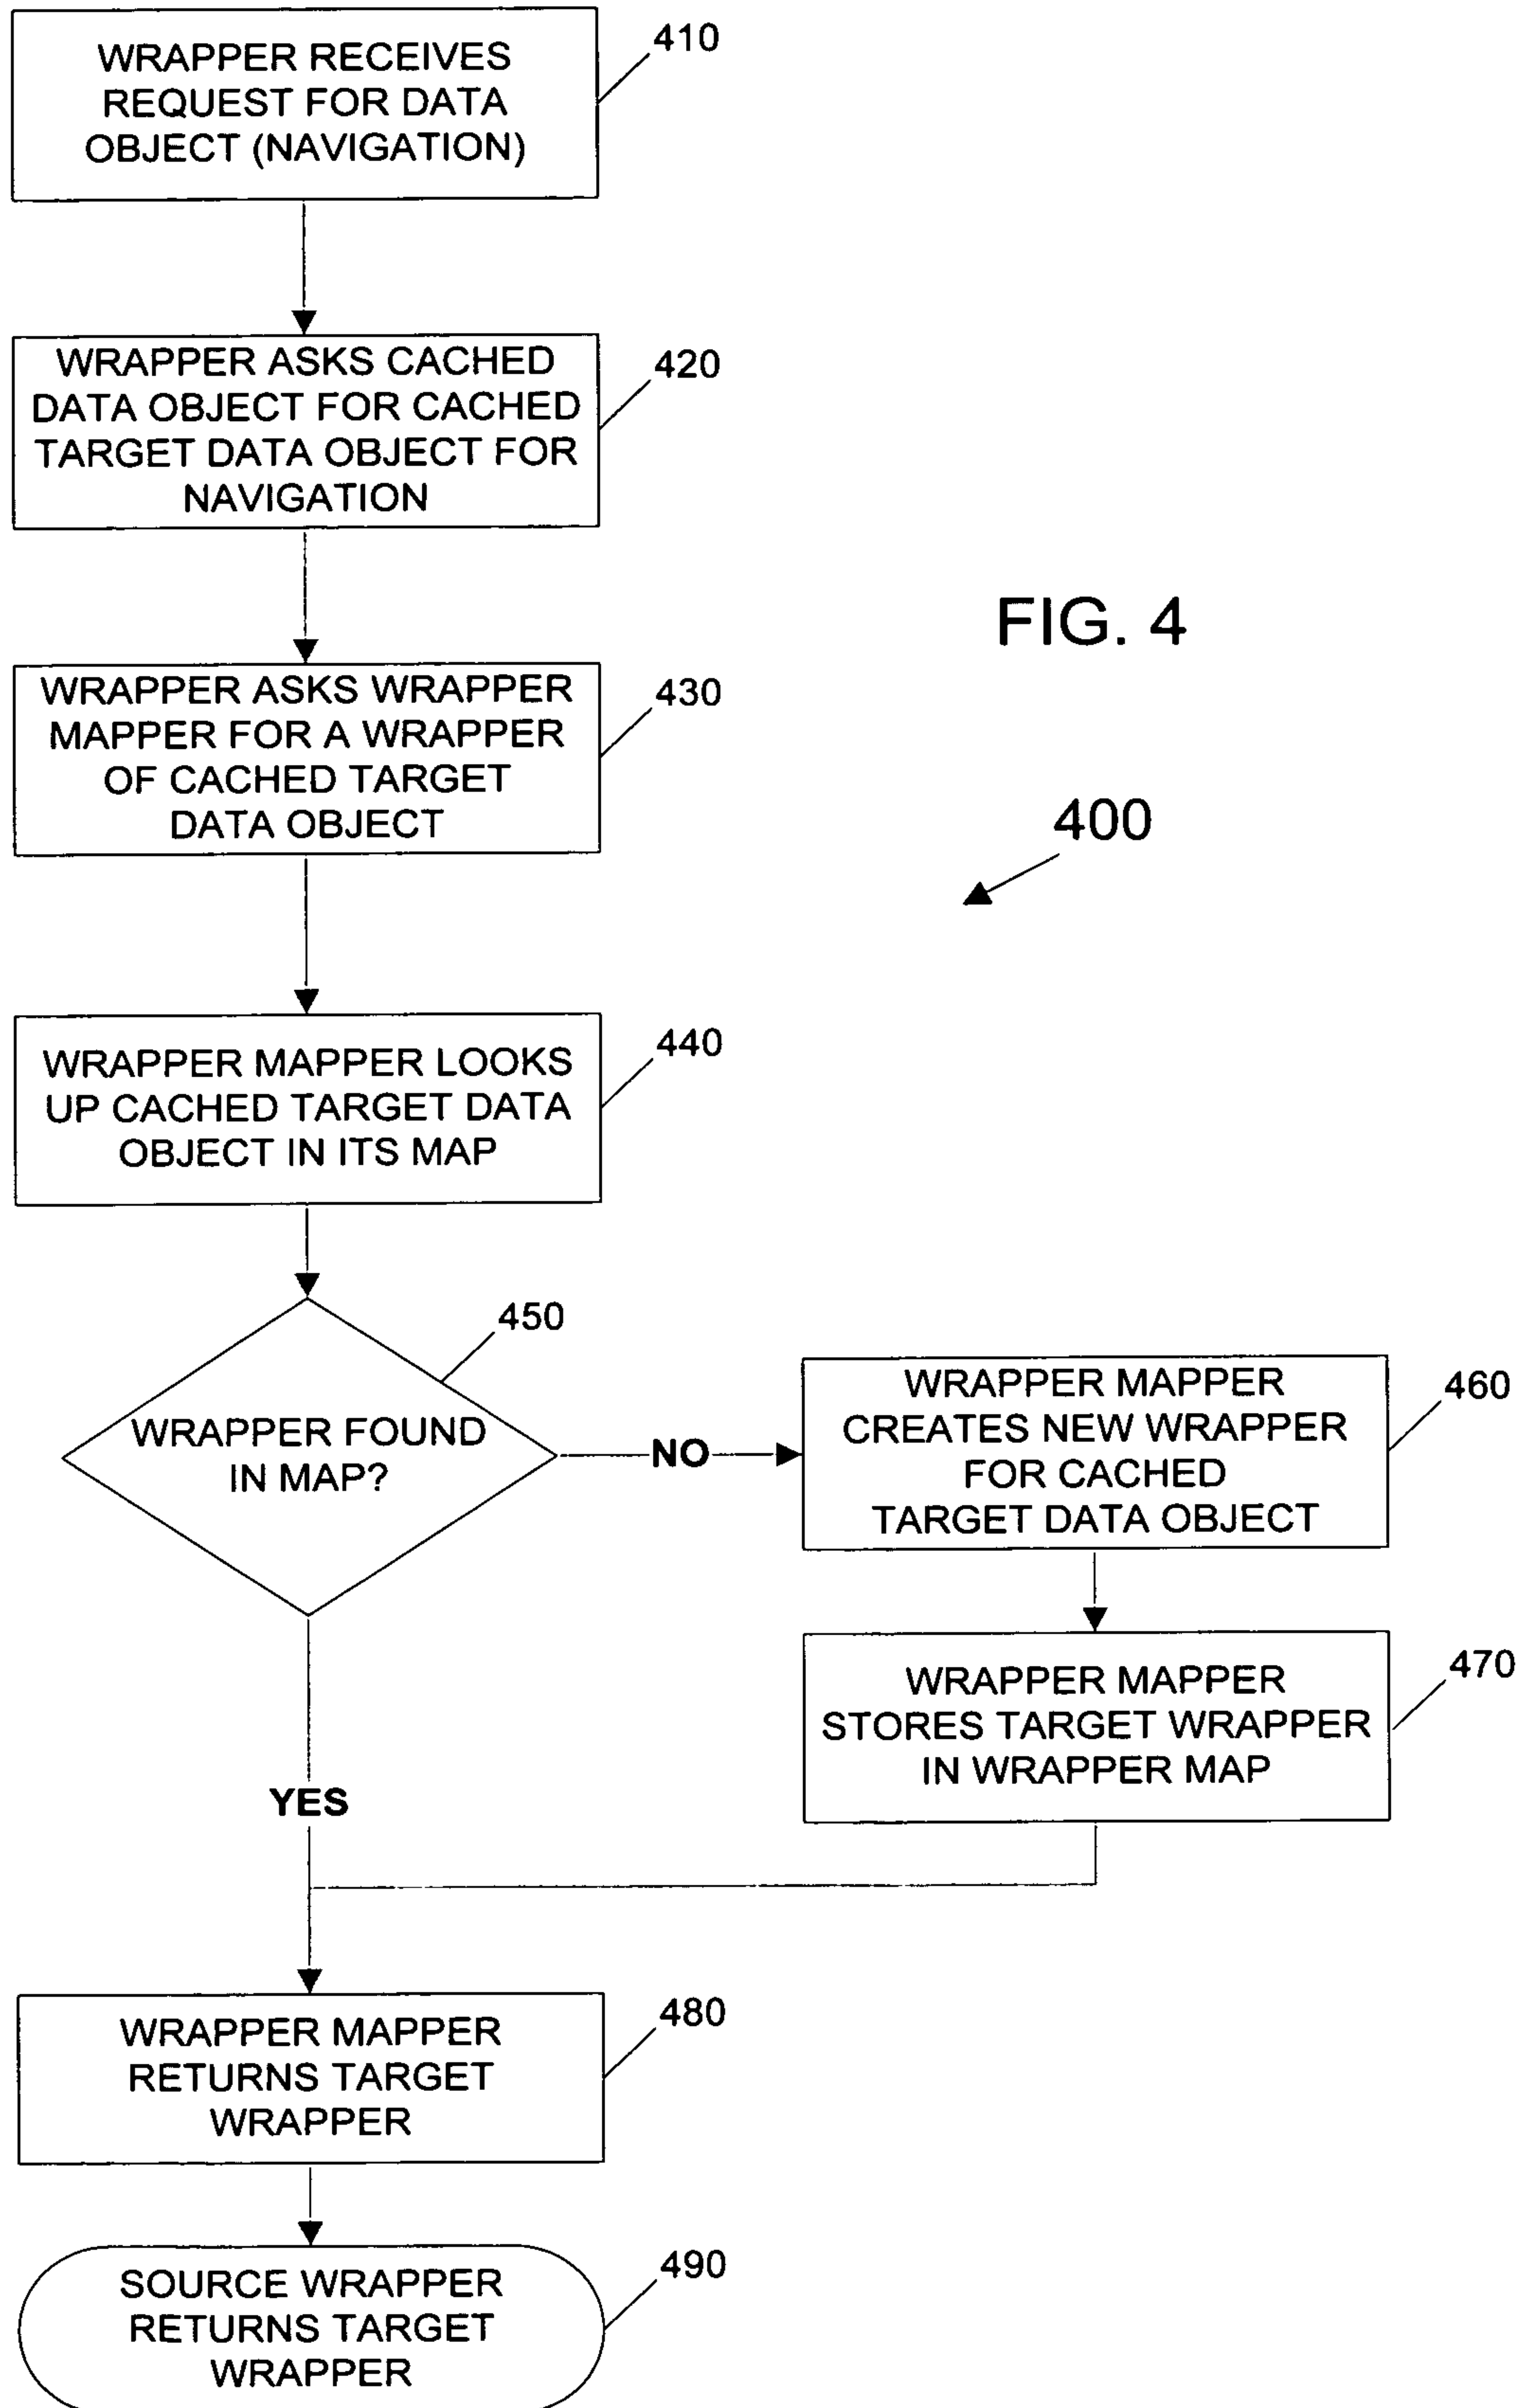 WRAPPER RECEIVES
REQUEST FOR DATA
OBJECT (NAVIGATION)
410
WRAPPER ASKS CACHED
DATA OBJECT FOR CACHED
TARGET DATA OBJECT FOR
NAVIGATION
420
FIG. 4
WRAPPER ASKS WRAPPER
MAPPER FOR A WRAPPER
OF CACHED TARGET
DATA OBJECT
430
400
WRAPPER MAPPER LOOKS
UP CACHED TARGET DATA
OBJECT IN ITS MAP
440
450
WRAPPER FOUND
IN MAP?
NO
WRAPPER MAPPER
CREATES NEW WRAPPER
FOR CACHED
TARGET DATA OBJECT
460
WRAPPER MAPPER
STORES TARGET WRAPPER
IN WRAPPER MAP
470
YES
WRAPPER MAPPER
RETURNS TARGET
WRAPPER
480
SOURCE WRAPPER
RETURNS TARGET
WRAPPER
490